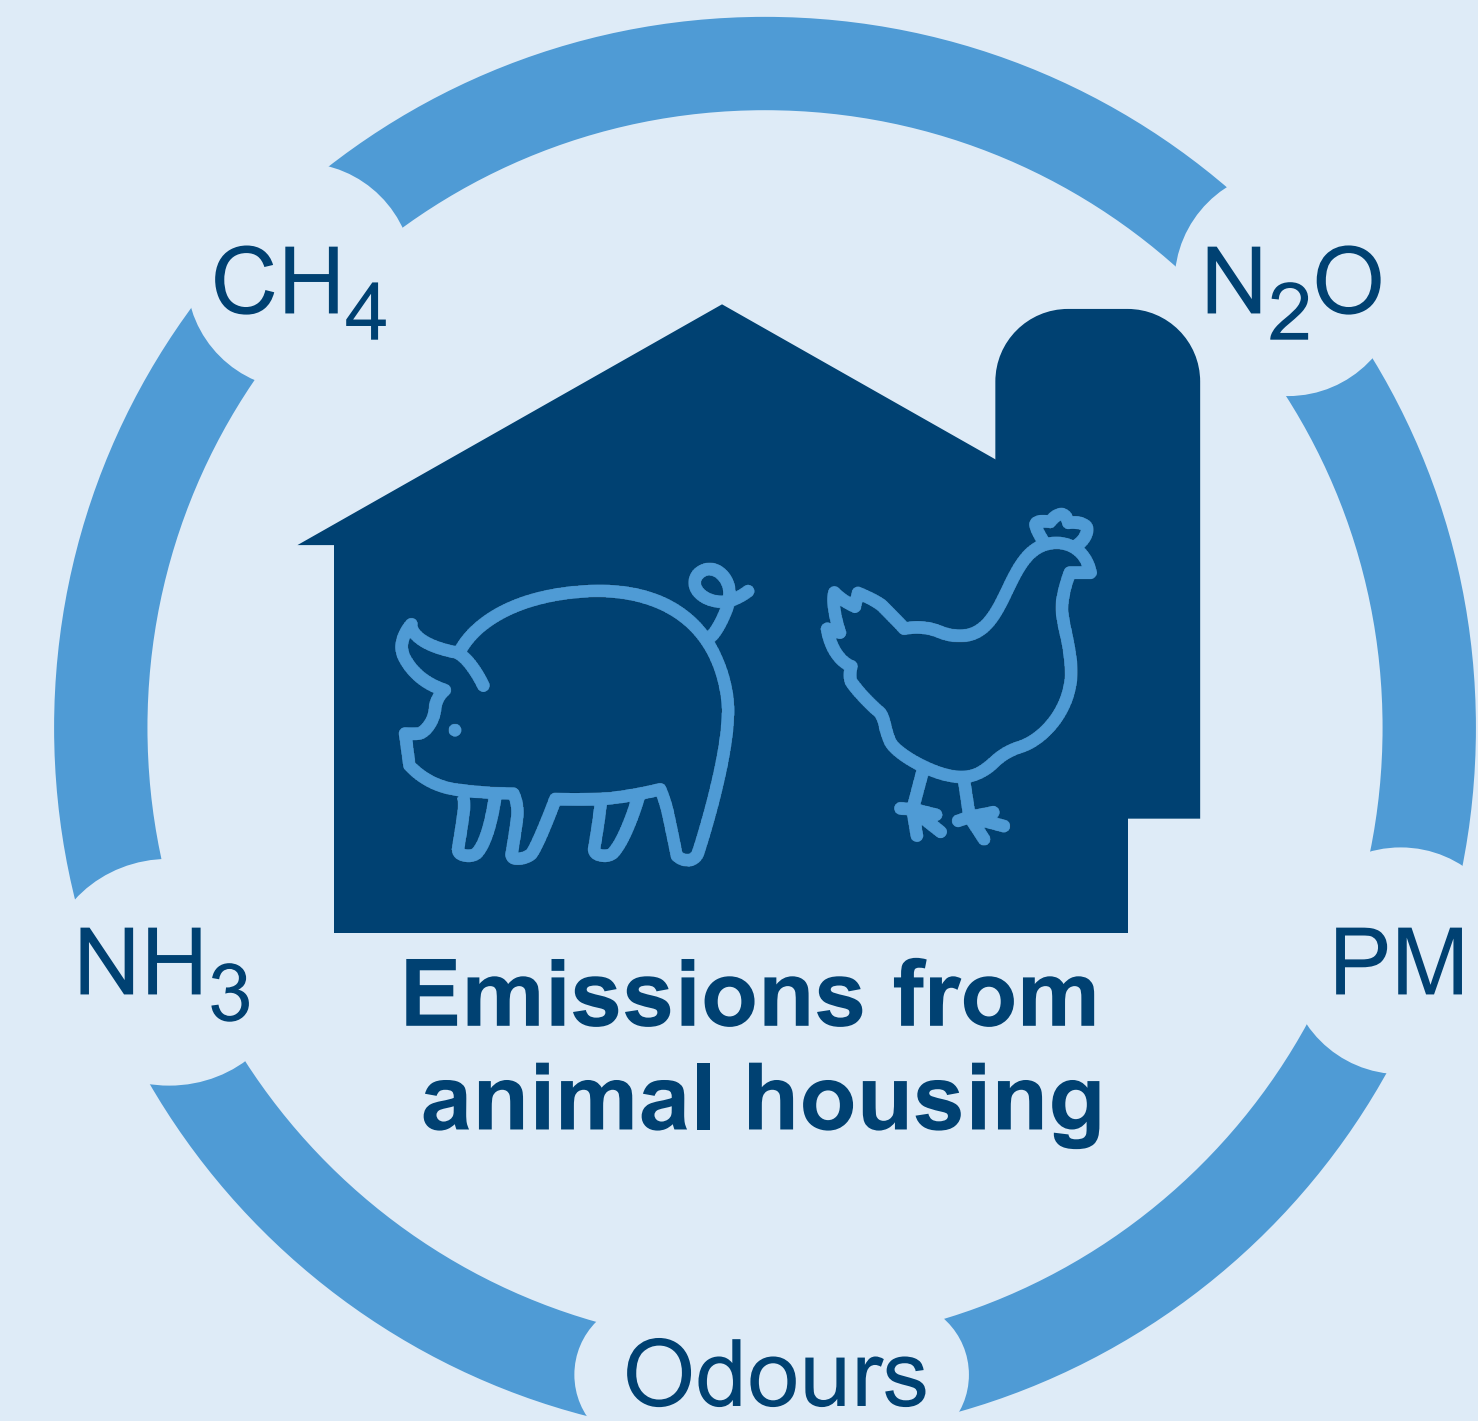 CH₄
N₂O
NH₃
PM
Emissions from
animal housing
Odours